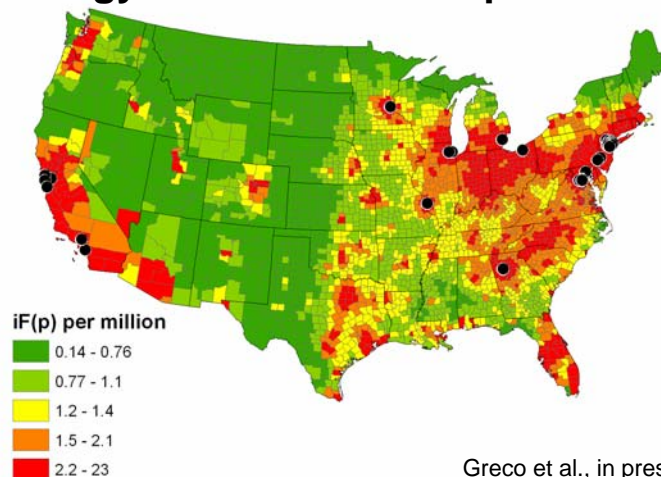 iF(p) per million
0.14 - 0.76
0.77 - 1.1
1.2 - 1.4
1.5 - 2.1
2.2 - 23
Greco et al., in pres